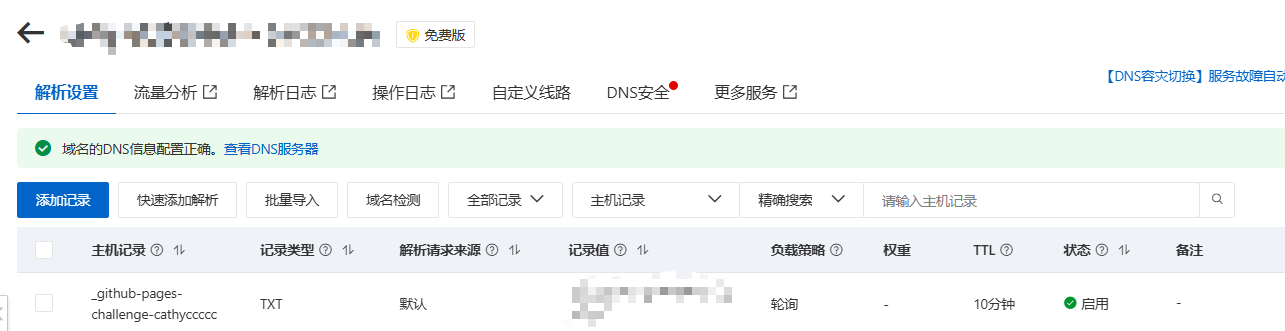 免费版
【DNS容灾切换】服务故障自动
解析设置 流量分析 解析日志 操作日志 自定义线路 DNS安全 更多服务
域名的DNS信息配置正确。查看DNS服务器
添加记录 快速添加解析 批量导入 域名检测 全部记录 主机记录 精确搜索 请输入主机记录
主机记录 记录类型 解析请求来源 记录值 负载策略 权重 TTL 状态 备注
_github-pages-
challenge-cathyccccc TXT 默认 轮询 - 10分钟 启用 -